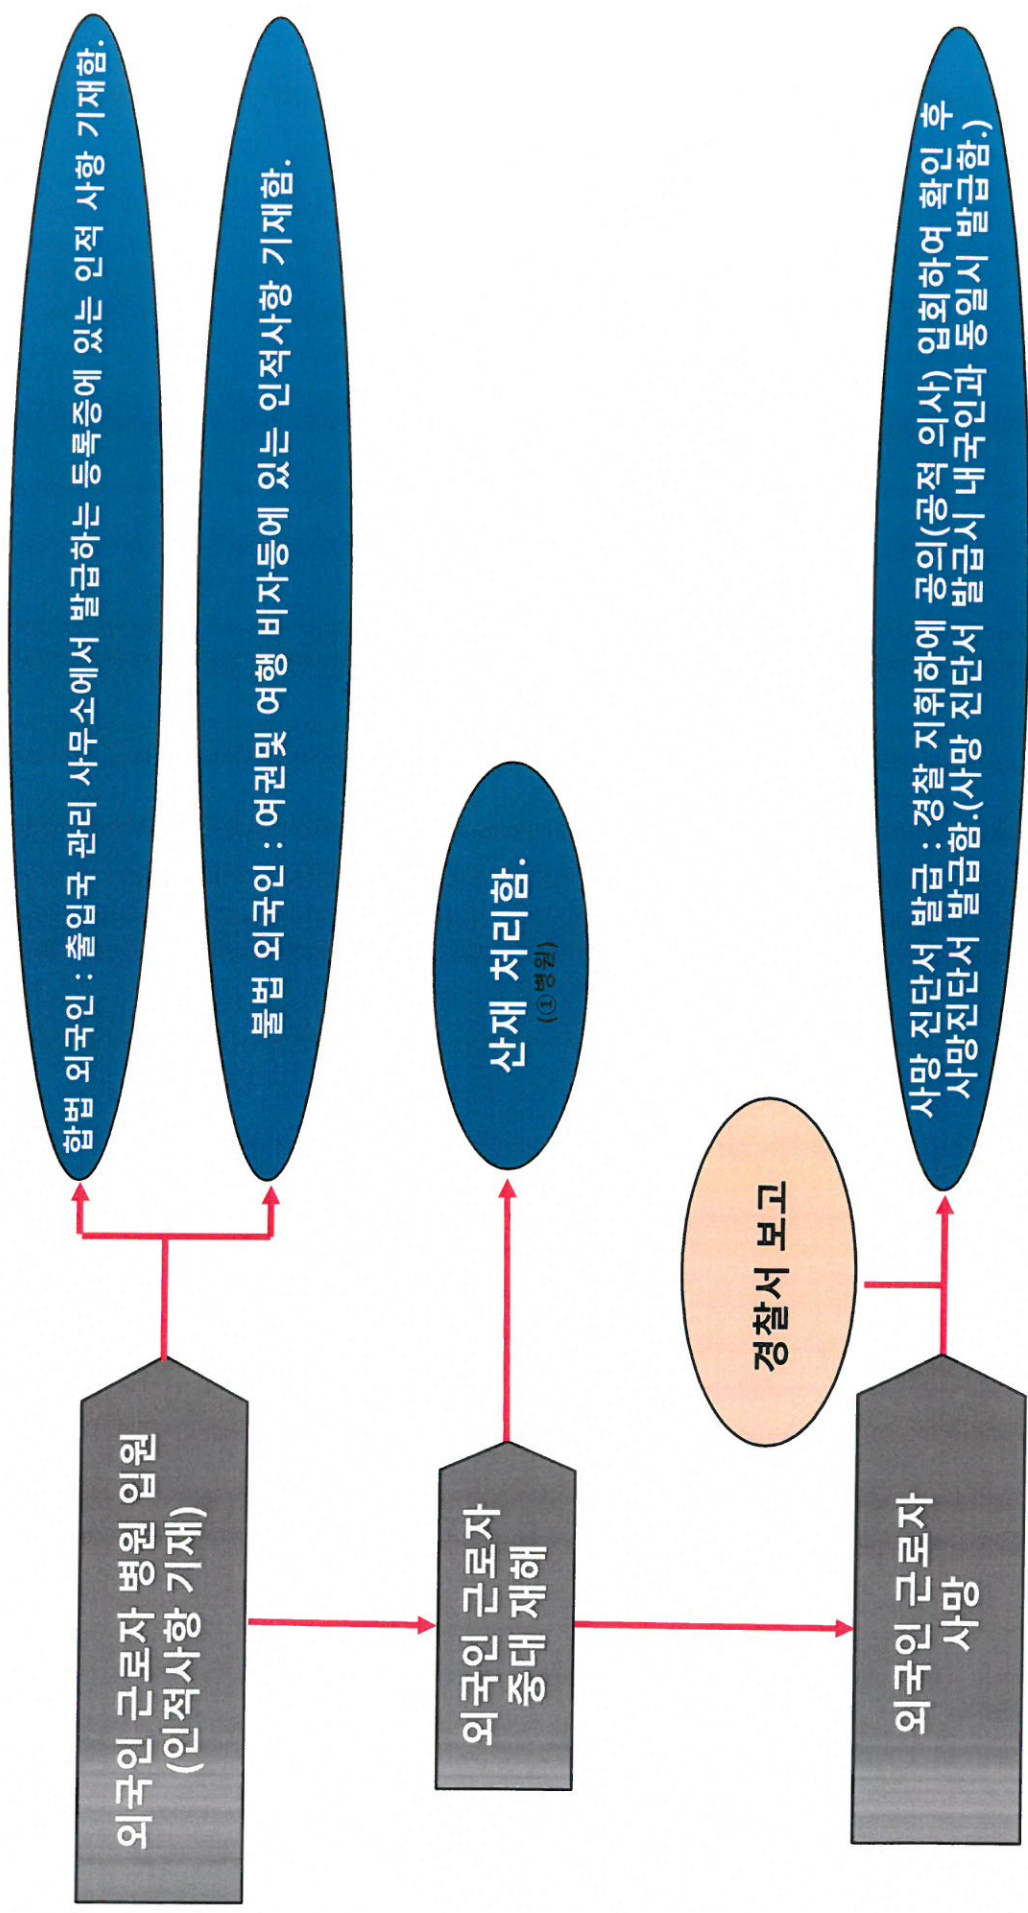 외국인 근로자 병원 입원
(인적사항 기재)
합법 외국인 : 출입국 관리 사무소에서 발급하는 등록증에 있는 인적 사항 기재함.
불법 외국인 : 여권및 여행 비자등에 있는 인적사항 기재함.
외국인 근로자
중대 재해
산재 처리함.
(①병원)
경찰서 보고
외국인 근로자
사망
사망 진단서 발급 : 경찰 지휘하에 공의(공적 의사) 입회하여 확인 후
사망진단서 발급함.(사망 진단서 발급시 내국인과 동일시 발급함.)